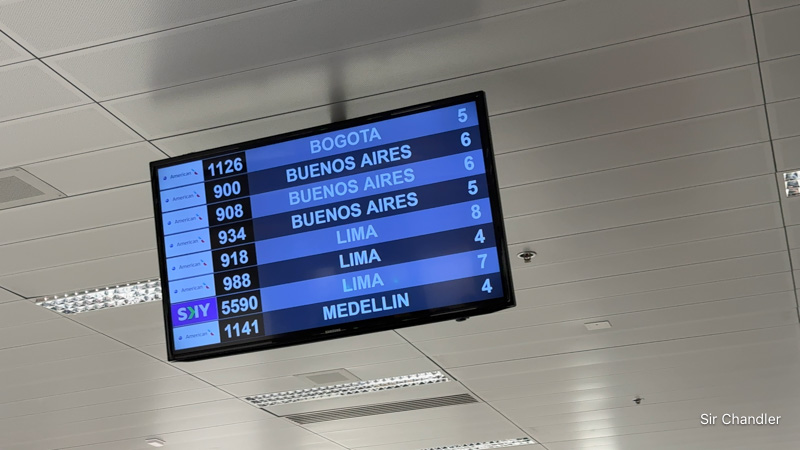 American 1126 BOGOTA 5
American 900 BUENOS AIRES 6
American 908 BUENOS AIRES 6
American 934 BUENOS AIRES 5
American 918 LIMA 8
American 988 LIMA 4
SKY 5590 LIMA 7
American 1141 MEDELLIN 4
Sir Chandler